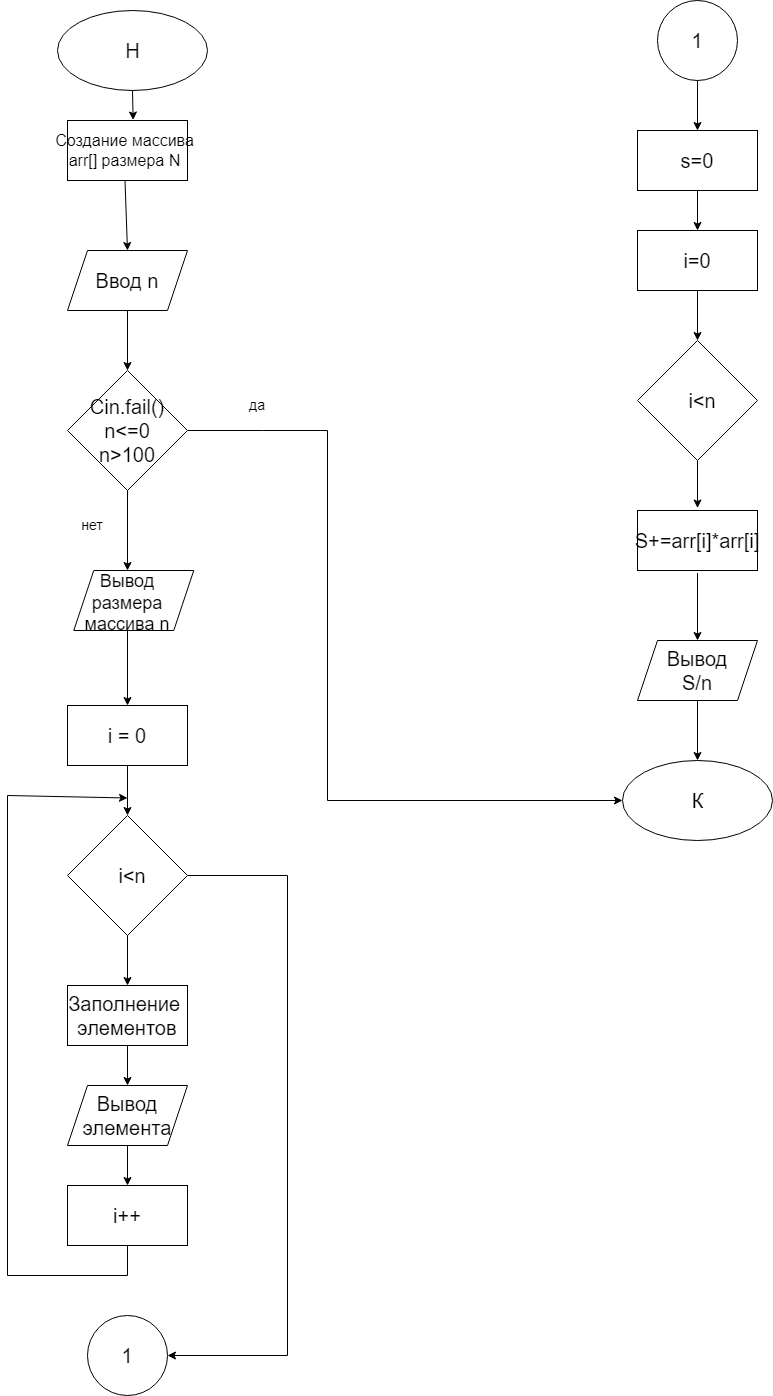 Н
Создание массива
arr[] размера N
Ввод n
Cin.fail()
n<=0
n>100
да
нет
Вывод
размера
массива n
i = 0
i<n
Заполнение
элементов
Вывод
элемента
i++
1
1
s=0
i=0
i<n
S+=arr[i]*arr[i]
Вывод
S/n
К